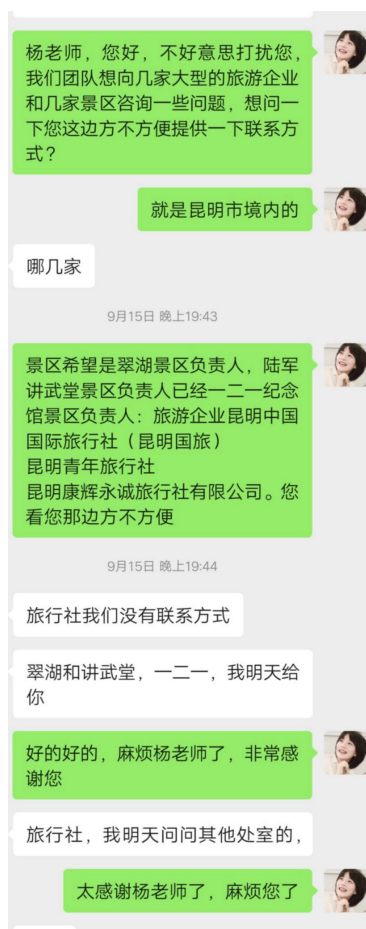 杨老师，您好，不好意思打扰您，
我们团队想向几家大型的旅游企业
和几家景区咨询一些问题，想问一
下您这边方不方便提供一下联系方
式？
就是昆明市境内的
哪几家
9月15日 晚上19:43
景区希望是翠湖景区负责人，陆军
讲武堂景区负责人已经一二一纪念
馆景区负责人：旅游企业昆明中国
国际旅行社（昆明国旅）
昆明青年旅行社
昆明康辉永诚旅行社有限公司。您
看您那边方不方便
9月15日 晚上19:44
旅行社我们没有联系方式
翠湖和讲武堂，一二一，我明天给
你
好的好的，麻烦杨老师了，非常感
谢您
旅行社，我明天问问其他处室的，
太感谢杨老师了，麻烦您了